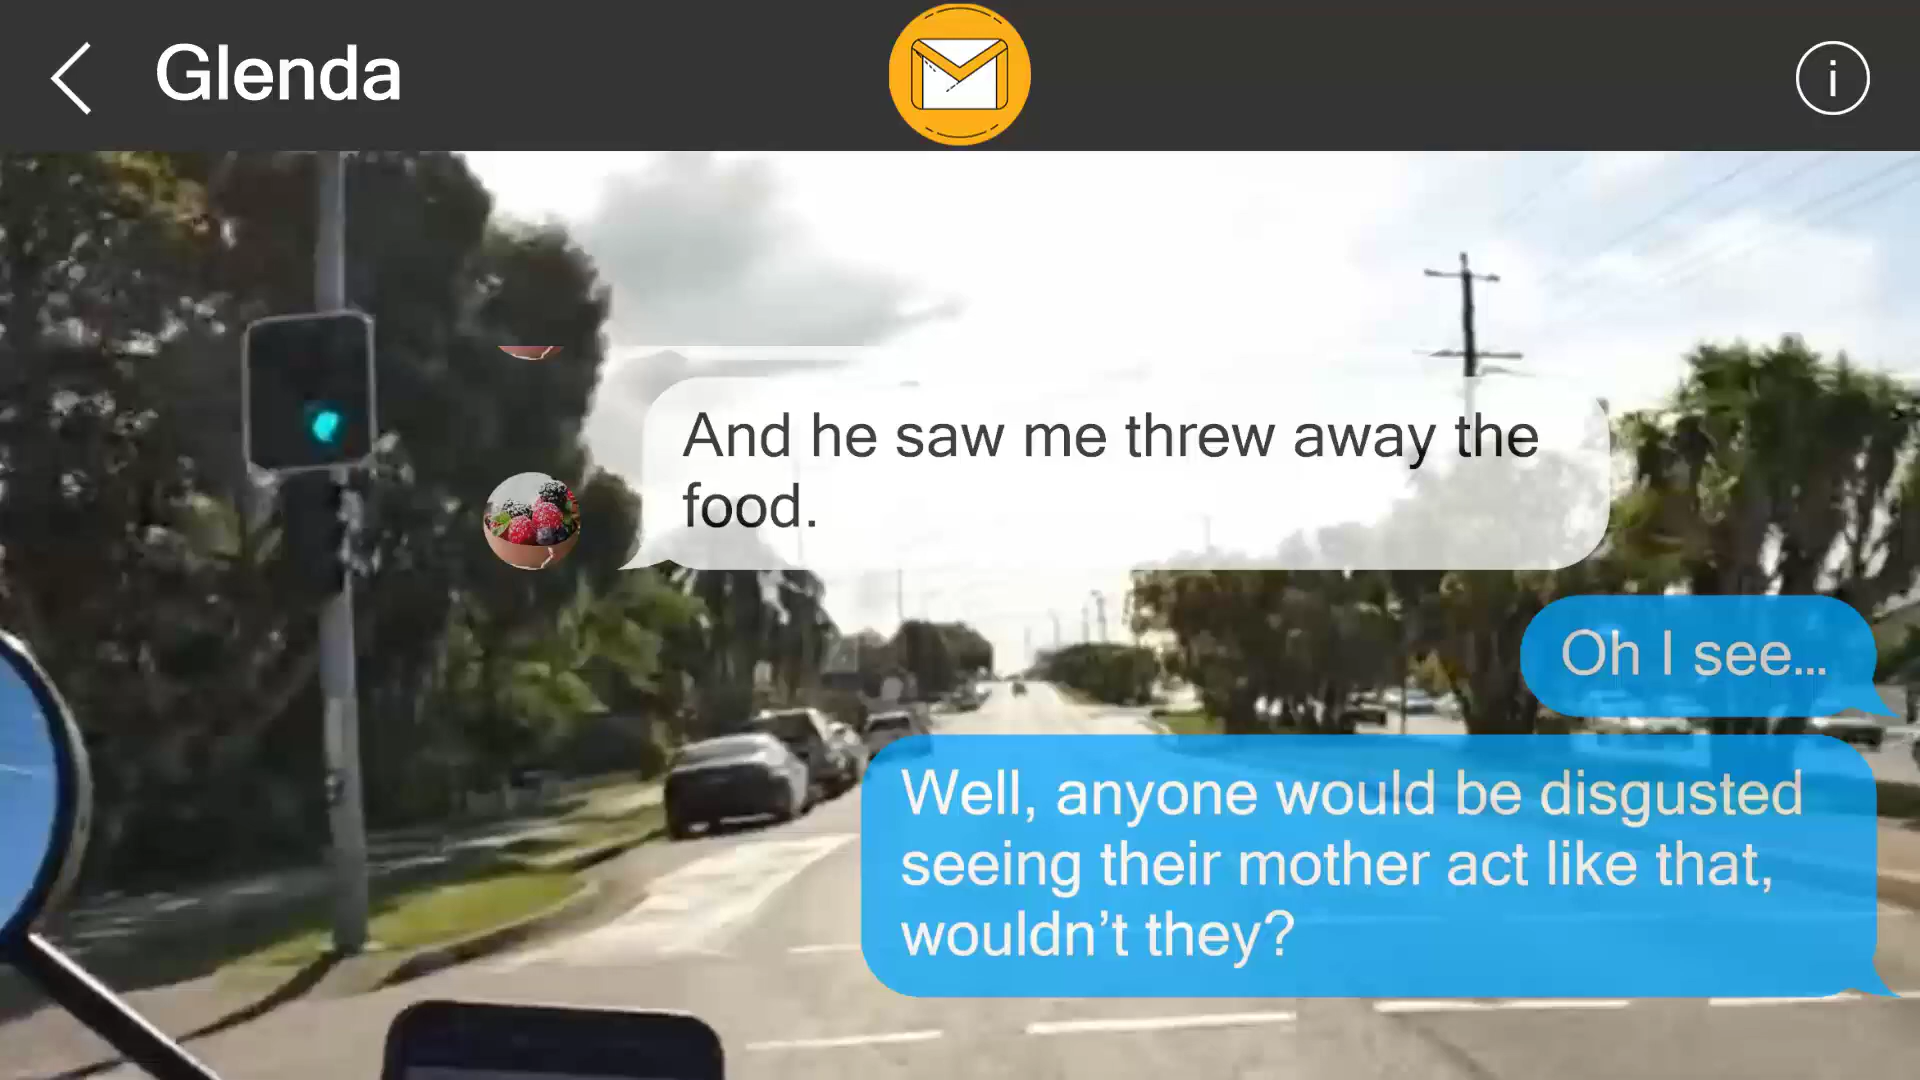 Glenda
i
And he saw me threw away the
food.
Oh I see...
Well, anyone would be disgusted
seeing their mother act like that,
wouldn’t they?